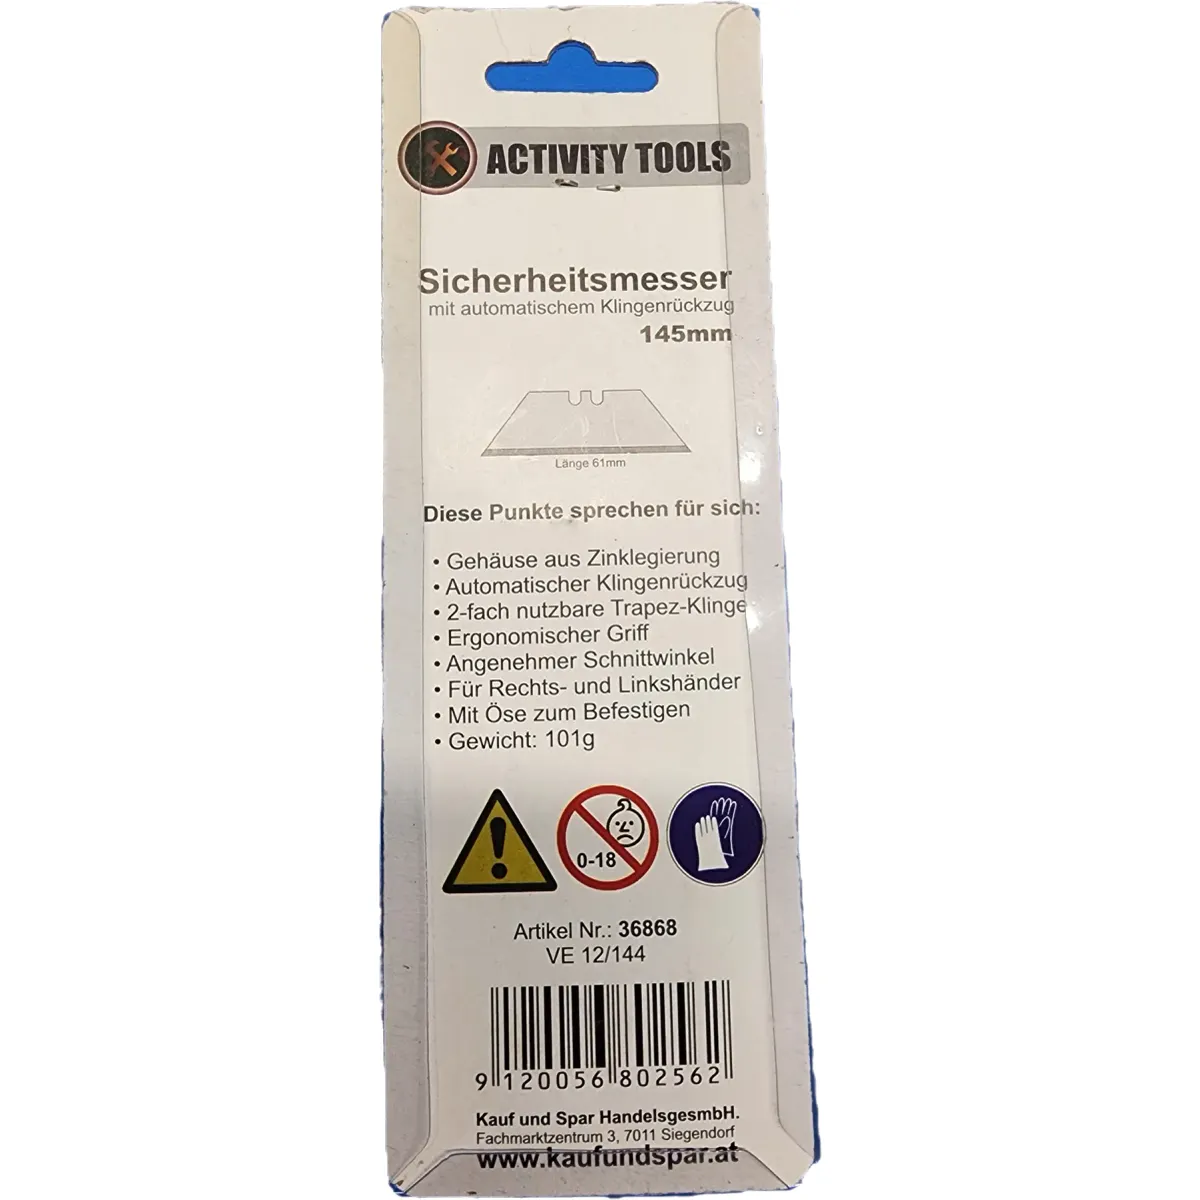 ACTIVITY TOOLS
Sicherheitsmesser
mit automatischem Klingenrückzug
145mm
Länge 61mm
Diese Punkte sprechen für sich:
• Gehäuse aus Zinklegierung
• Automatischer Klingenrückzug
• 2-fach nutzbare Trapez-Klinge
• Ergonomischer Griff
• Angenehmer Schnittwinkel
• Für Rechts- und Linkshänder
• Mit Öse zum Befestigen
• Gewicht: 101g
0-18
Artikel Nr.: 36868
VE 12/144
9 120056 802562
Kauf und Spar HandelsgesmbH.
Fachmarktzentrum 3, 7011 Siegendorf
www.kaufundspar.at